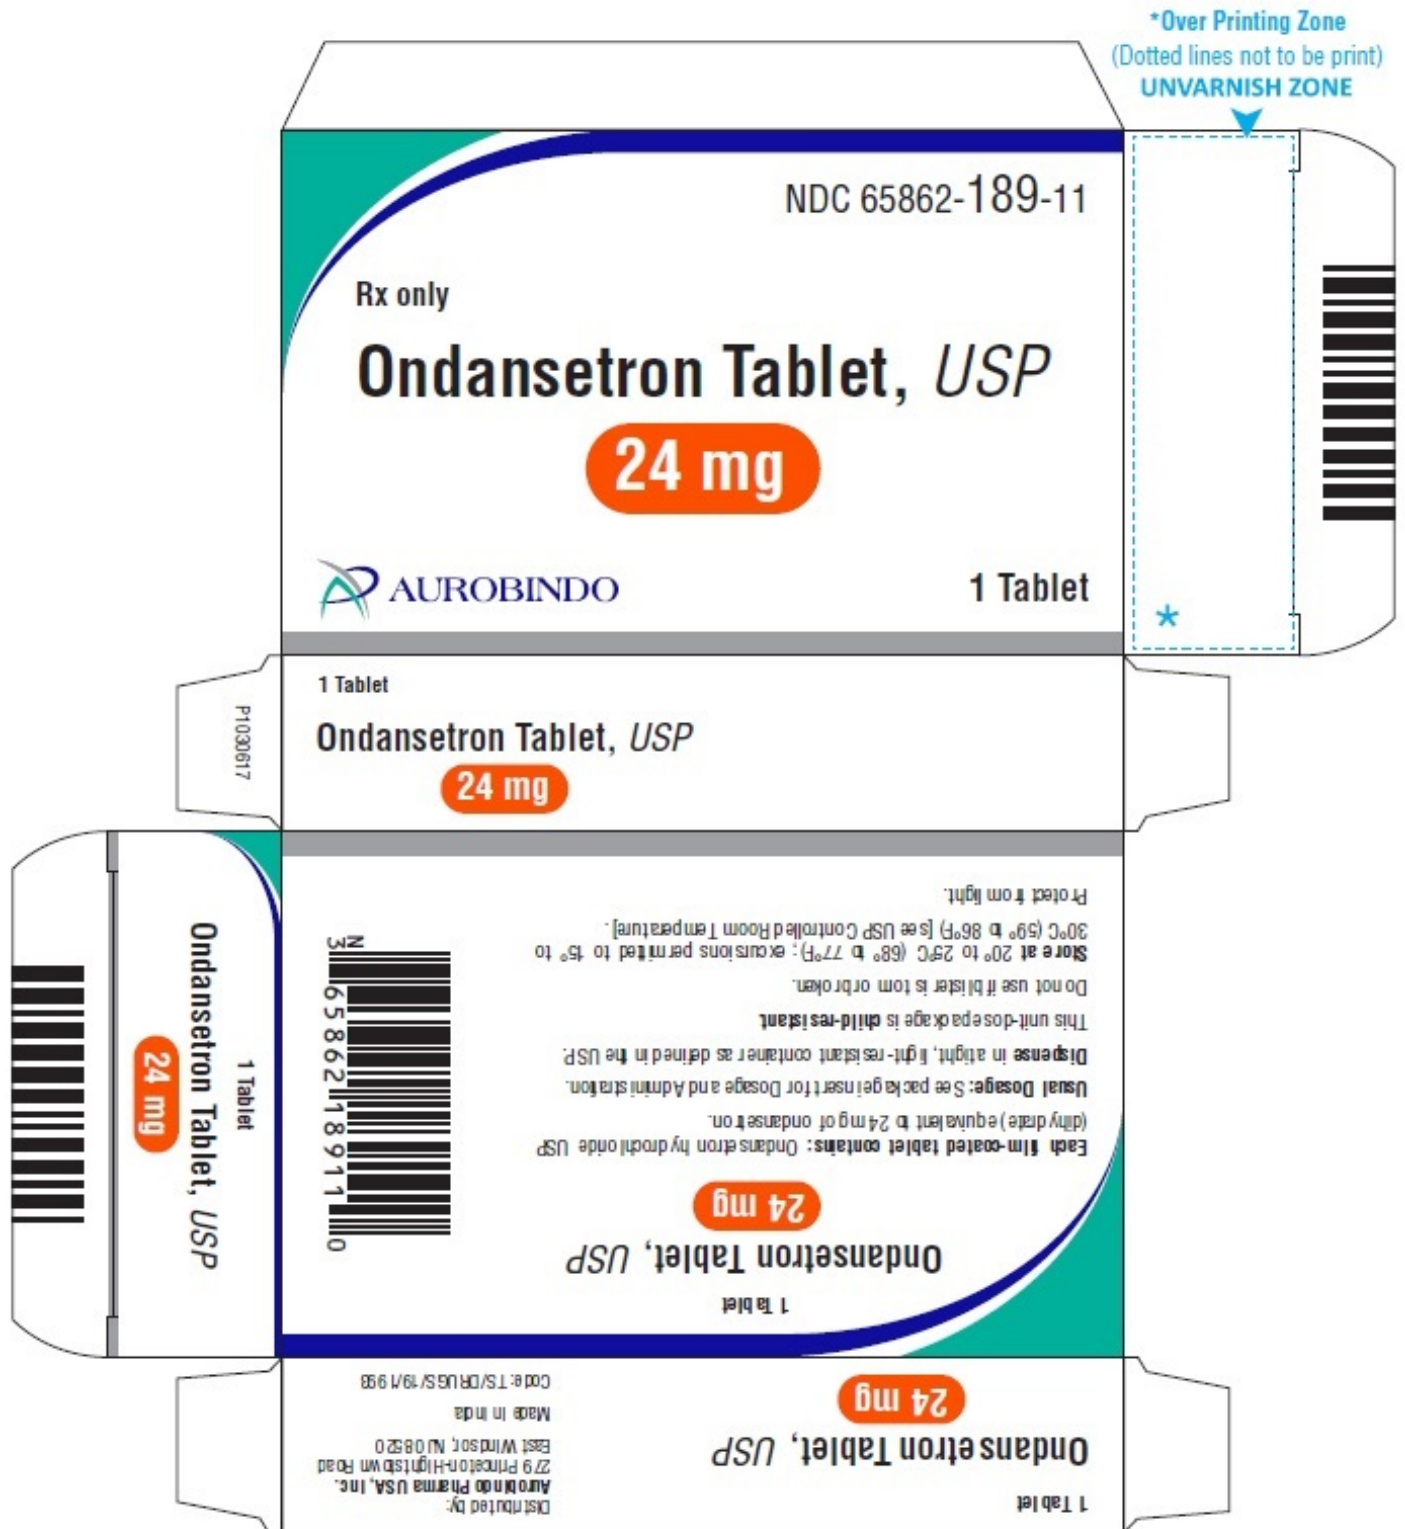 *Over Printing Zone
(Dotted lines not to be print)
UNVARNISH ZONE
NDC 65862-189-11
Rx only
Ondansetron Tablet, USP
24 mg
AUROBINDO
1 Tablet
*
1 Tablet
Ondansetron Tablet, USP
24 mg
P1030617
1 Tablet
Ondansetron Tablet, USP
24 mg
1 Tablet
Ondansetron Tablet, USP
24 mg
Each film-coated tablet contains: Ondansetron hydrochloride USP
(dihydrate) equivalent to 24 mg of ondansetron.
Usual Dosage: See package insert for Dosage and Administration.
Dispense in a tight, light-resistant container as defined in the USP.
This unit-dose package is child-resistant.
Do not use if blister is torn or broken.
Store at 20° to 25°C (68° to 77°F); excursions permitted to 15° to
30°C (59° to 86°F) [see USP Controlled Room Temperature].
Protect from light.
N
3 65862 18911 0
1 Tablet
Ondansetron Tablet, USP
24 mg
Distributed by:
Aurobindo Pharma USA, Inc.
279 Princeton-Hightstown Road
East Windsor, NJ 08520
Made in India
Code: TS/DRUGS/19/1993